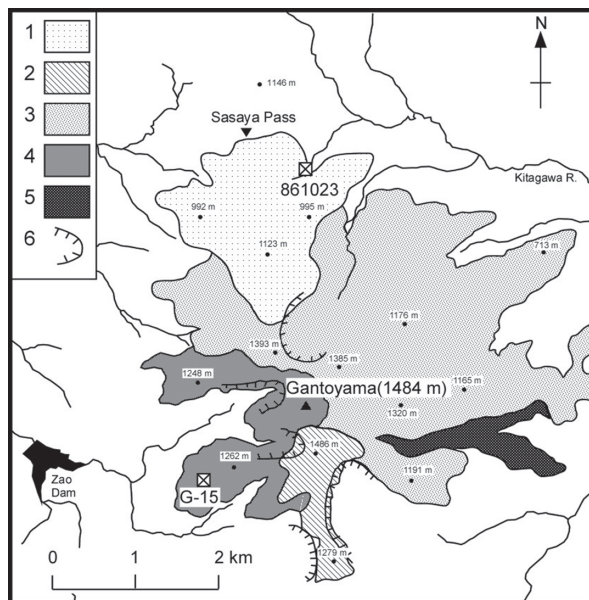 1
2
3
4
5
6
N
1146 m
Sasaya Pass
861023
Kitagawa R.
992 m
995 m
713 m
1123 m
1176 m
1393 m
1385 m
1248 m
Gantoyama(1484 m)
1165 m
1320 m
1486 m
1262 m
1191 m
Zao
Dam
G-15
1279 m
0 1 2 km